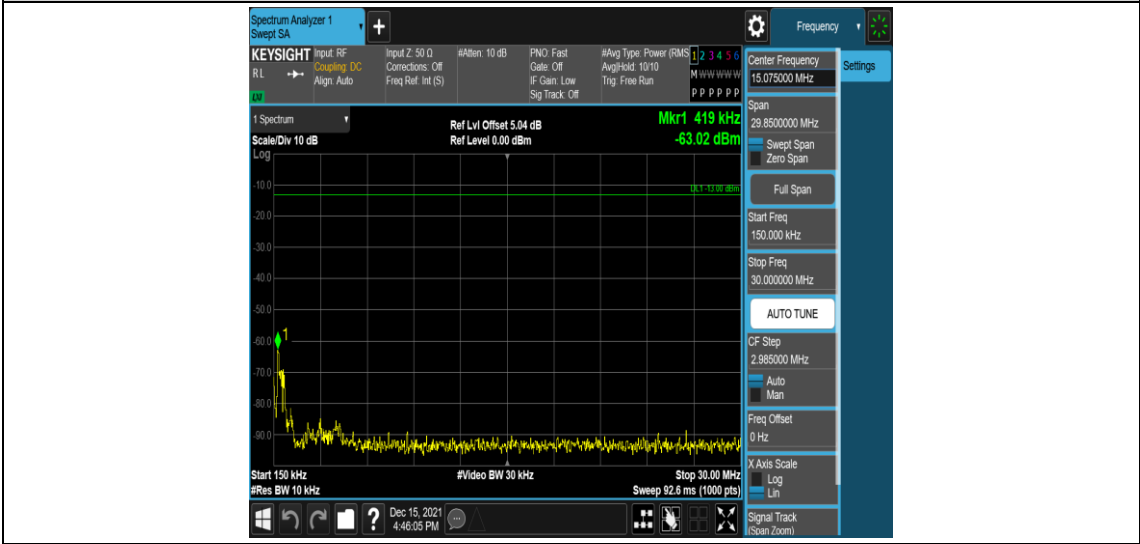 Spectrum Analyzer 1
Swept SA
+
Frequency
KEYSIGHT
RL
Input: RF
Coupling: DC
Align: Auto
Input Z: 50 Ω
Corrections: Off
Freq Ref: Int (S)
#Atten: 10 dB
PNO: Fast
Gate: Off
IF Gain: Low
Sig Track: Off
#Avg Type: Power (RMS
Avg|Hold: 10/10
Trig: Free Run
1 2 3 4 5 6
M W W W W W
P P P P P P
1 Spectrum
Scale/Div 10 dB
Log
Ref Lvl Offset 5.04 dB
Ref Level 0.00 dBm
Mkr1 419 kHz
-63.02 dBm
DL1 -13.00 dBm
-10.0
-20.0
-30.0
-40.0
-50.0
-60.0
-70.0
-80.0
-90.0
1
Start 150 kHz
#Res BW 10 kHz
#Video BW 30 kHz
Stop 30.00 MHz
Sweep 92.6 ms (1000 pts)
?
Dec 15, 2021
4:46:05 PM
Center Frequency
15.075000 MHz
Settings
Span
29.8500000 MHz
Swept Span
Zero Span
Full Span
Start Freq
150.000 kHz
Stop Freq
30.000000 MHz
AUTO TUNE
CF Step
2.985000 MHz
Auto
Man
Freq Offset
0 Hz
X Axis Scale
Log
Lin
Signal Track
(Span Zoom)